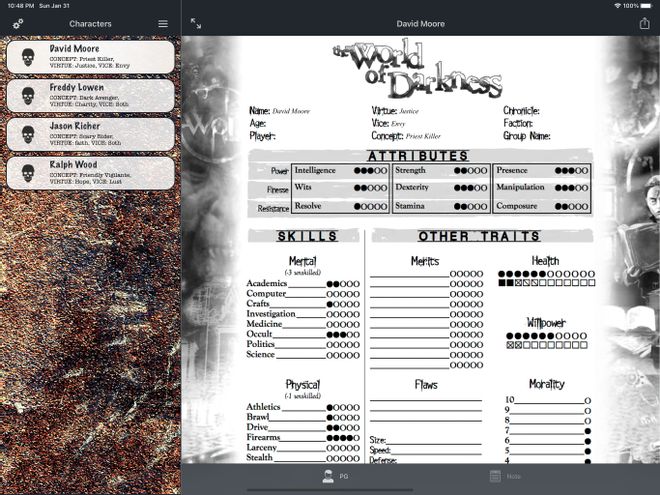 10:48 PM Sun Jan 31
100%
Characters
David Moore
David Moore
CONCEPT: Priest Killer,
VIRTUE: Justice, VICE: Envy
Freddy Lowen
CONCEPT: Dark Avenger,
VIRTUE: Charity, VICE: Soth
Jason Richer
CONCEPT: Scary Rider,
VIRTUE: faith, VICE: Soth
Ralph Wood
CONCEPT: Friendly Vigilante,
VIRTUE: Hope, VICE: Lust
the World
of Darkness
Name: David Moore Virtue: Justice Chronicle:
Age: Vice: Envy Faction:
Player: Concept: Priest Killer Group Name:
ATTRIBUTES
Power Intelligence Strength Presence
Finesse Wits Dexterity Manipulation
Resistance Resolve Stamina Composure
SKILLS OTHER TRAITS
Mental Merits Health
(-3 unskilled)
Academics
Computer
Crafts
Investigation
Medicine
Occult
Politics
Science
Willpower
Physical Flaws Morality
(-1 unskilled)
Athletics
Brawl
Drive
Firearms
Larceny
Stealth
Size:
Speed:
Defense:
10
9
8
7
6
5
4
PG Note